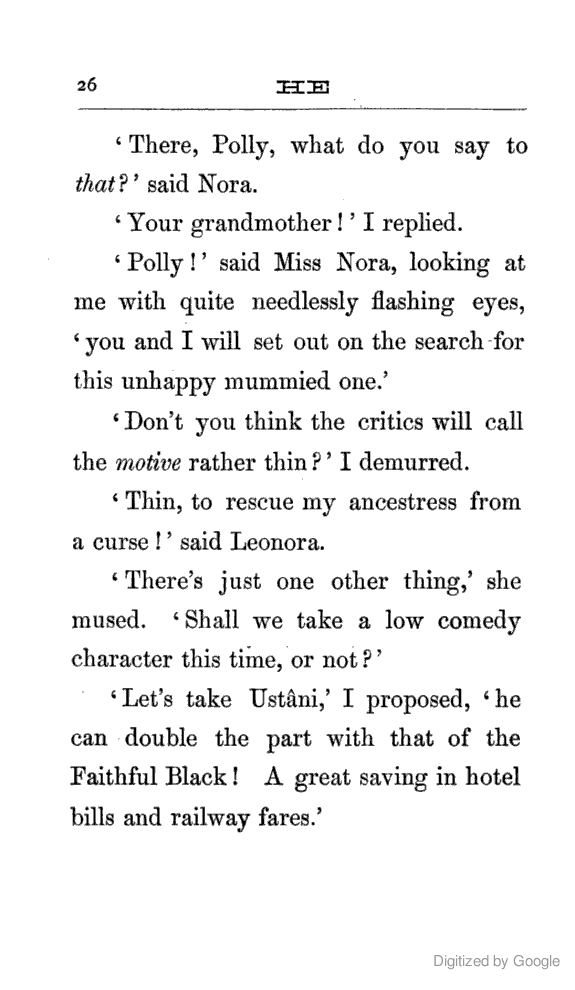 26 HE
‘ There, Polly, what do you say to
that?’ said Nora.
‘ Your grandmother!’ I replied.
‘ Polly!’ said Miss Nora, looking at
me with quite needlessly flashing eyes,
‘ you and I will set out on the search for
this unhappy mummied one.’
‘ Don’t you think the critics will call
the motive rather thin?’ I demurred.
‘ Thin, to rescue my ancestress from
a curse!’ said Leonora.
‘ There’s just one other thing,’ she
mused. ‘ Shall we take a low comedy
character this time, or not?’
‘ Let’s take Ustâni,’ I proposed, ‘ he
can double the part with that of the
Faithful Black! A great saving in hotel
bills and railway fares.’
Digitized by Google